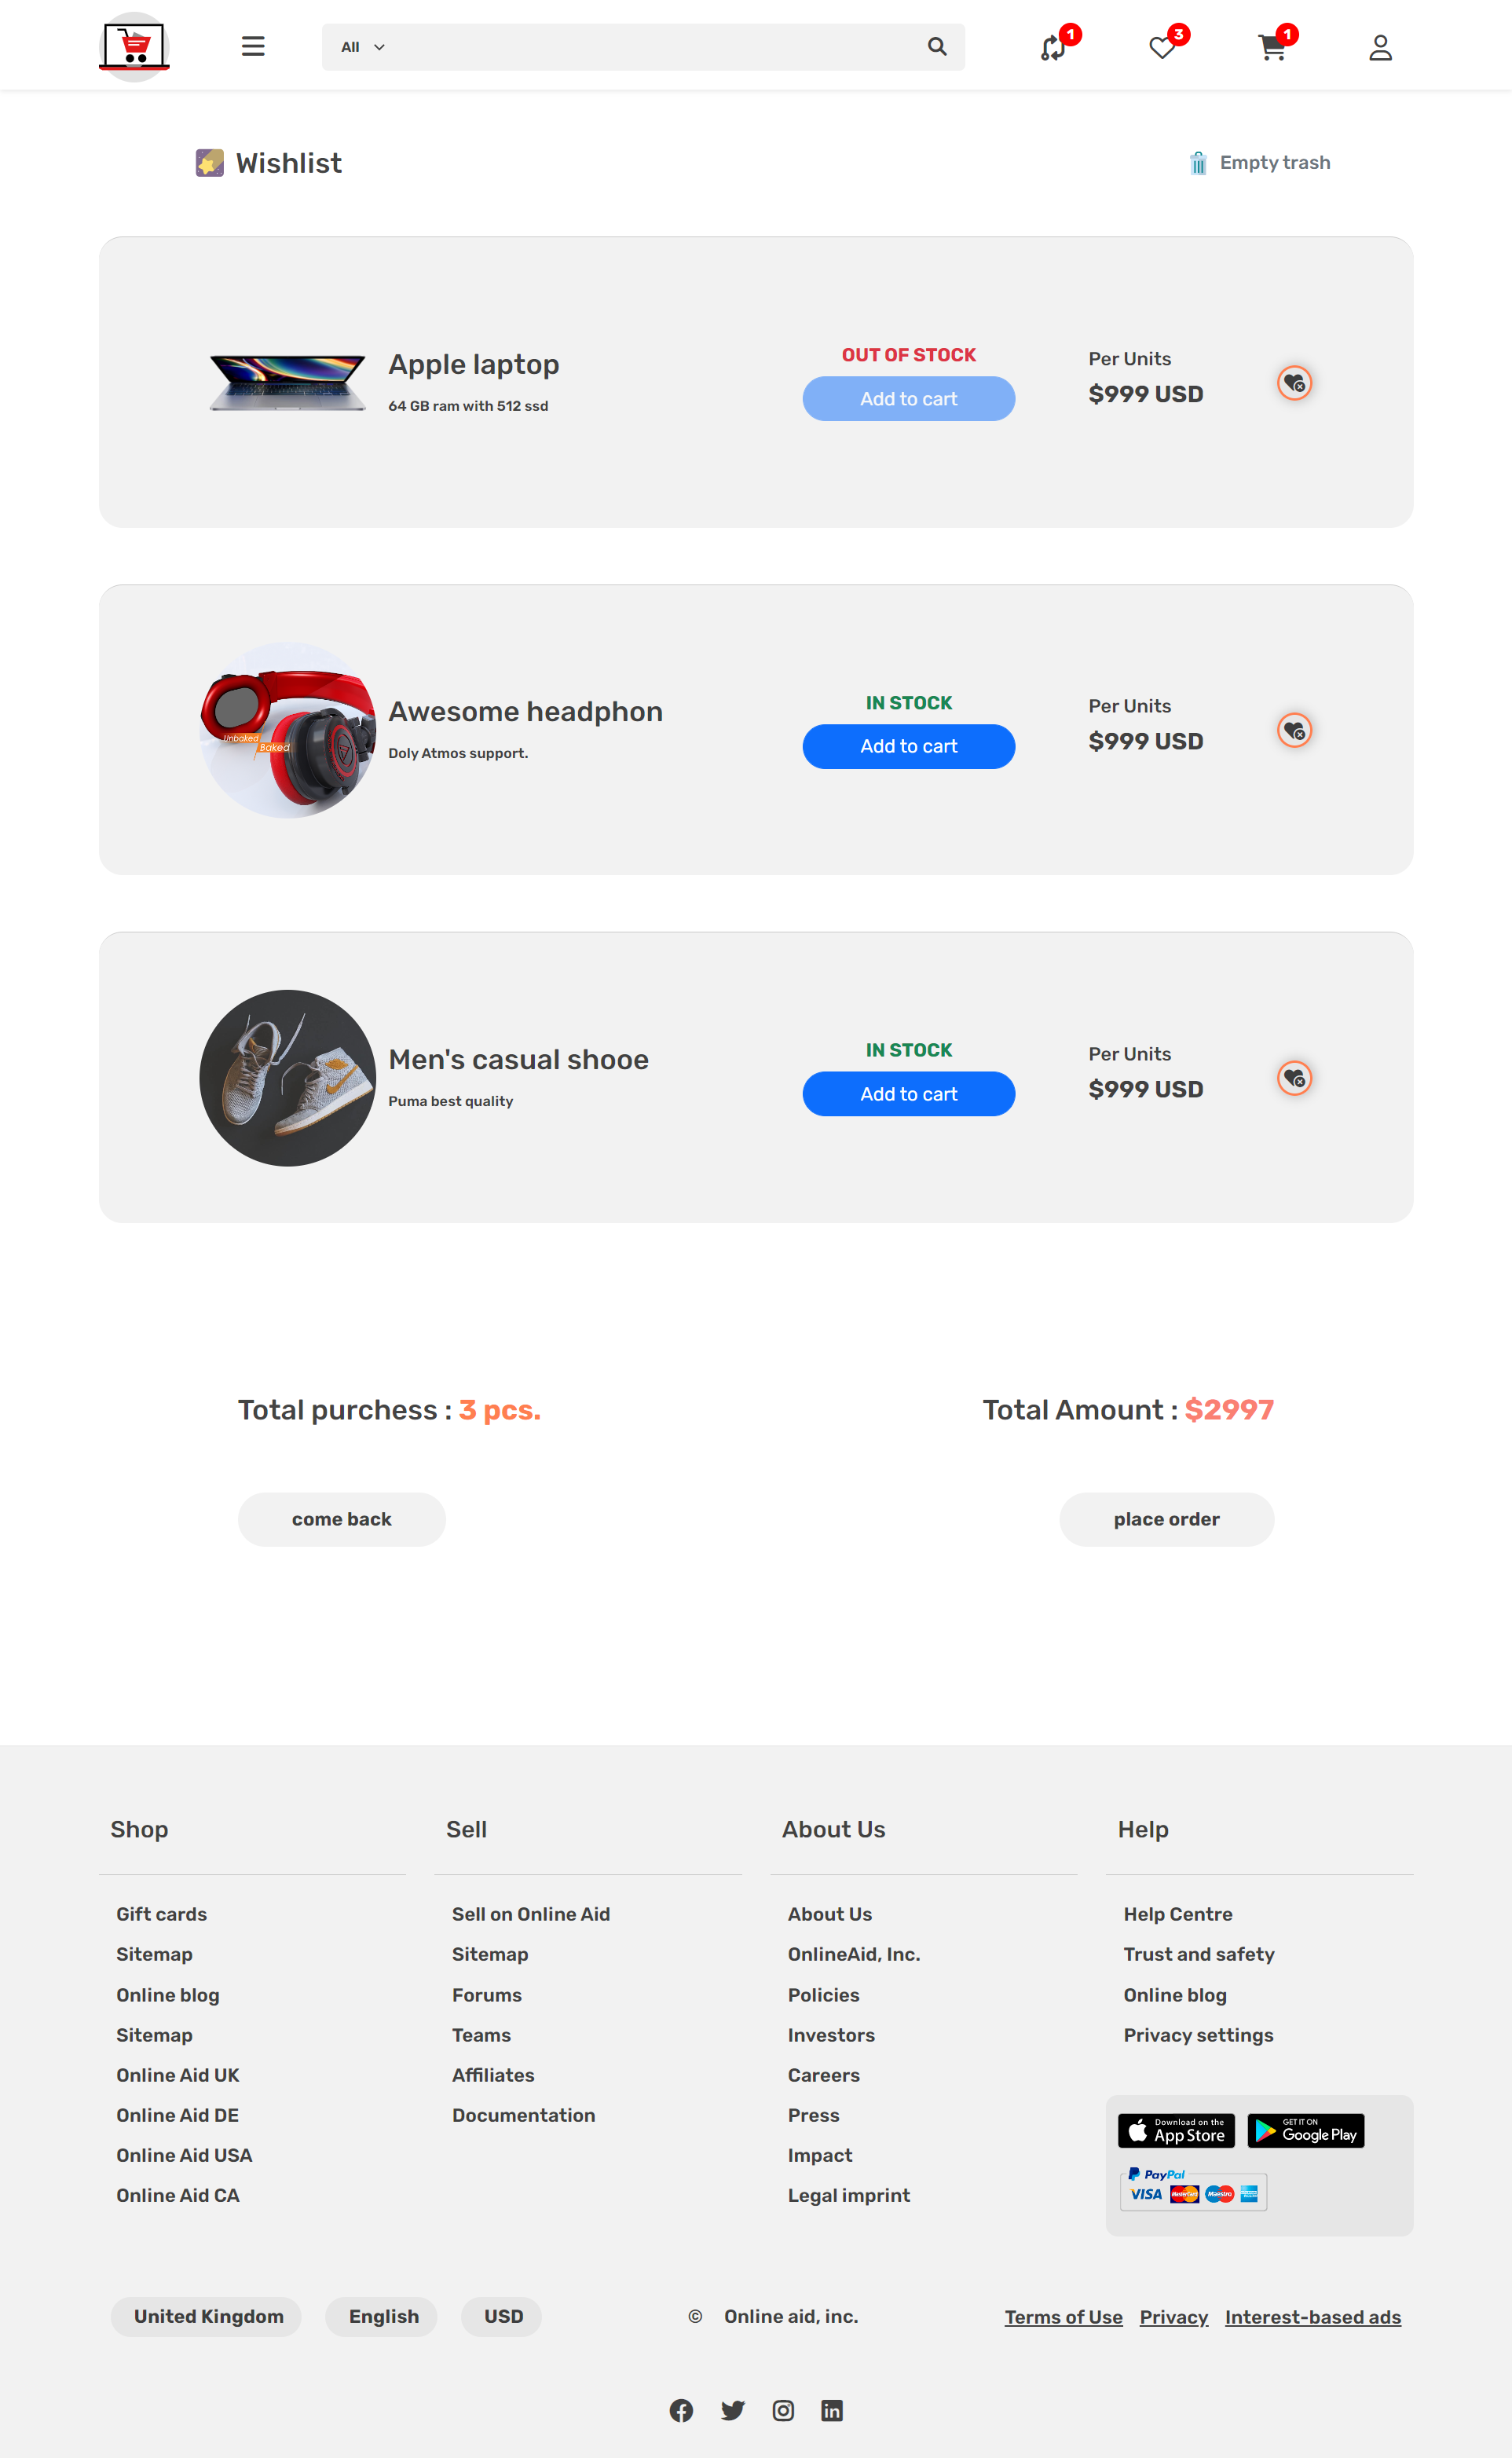 All
1
3
1
Wishlist
Empty trash
Apple laptop
64 GB ram with 512 ssd
OUT OF STOCK
Add to cart
Per Units
$999 USD
Awesome headphon
Doly Atmos support.
Unbaked
Baked
IN STOCK
Add to cart
Per Units
$999 USD
Men's casual shooe
Puma best quality
IN STOCK
Add to cart
Per Units
$999 USD
Total purchess : 3 pcs.
Total Amount : $2997
come back
place order
Shop
Gift cards
Sitemap
Online blog
Sitemap
Online Aid UK
Online Aid DE
Online Aid USA
Online Aid CA
Sell
Sell on Online Aid
Sitemap
Forums
Teams
Affiliates
Documentation
About Us
About Us
OnlineAid, Inc.
Policies
Investors
Careers
Press
Impact
Legal imprint
Help
Help Centre
Trust and safety
Online blog
Privacy settings
Download on the
App Store
GET IT ON
Google Play
PayPal
VISA MasterCard Maestro
United Kingdom English USD
© Online aid, inc.
Terms of Use Privacy Interest-based ads